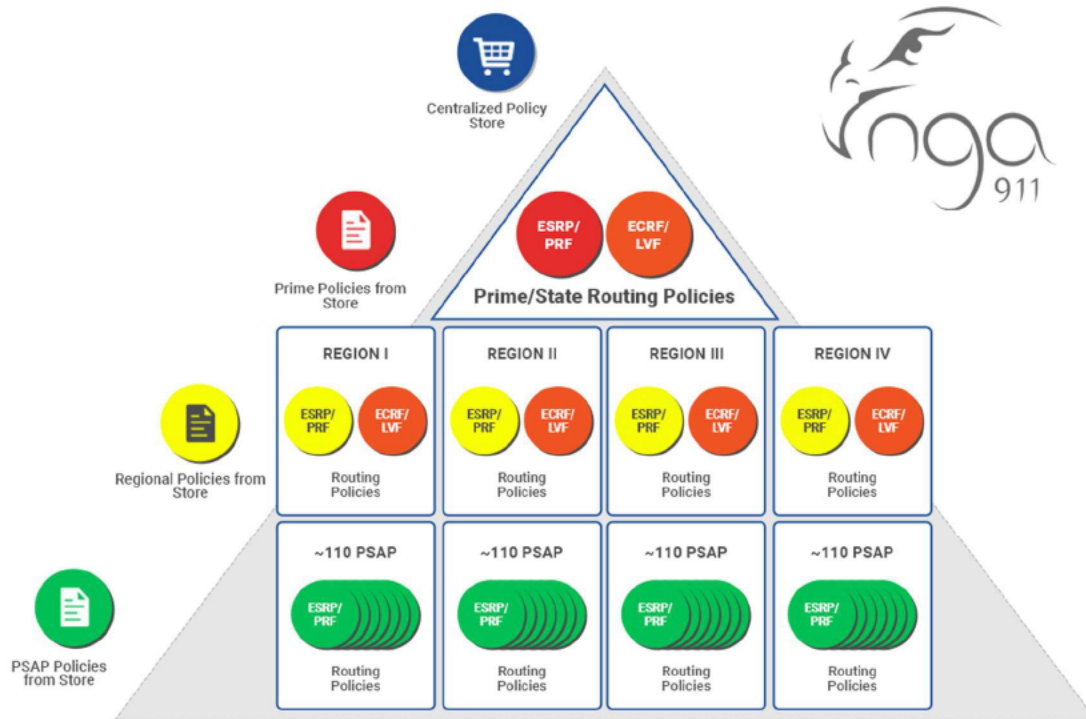 Centralized Policy
Store
nga
911
ESRP/
PRF
ECRF/
LVF
Prime/State Routing Policies
Prime Policies from
Store
REGION I
ESRP/
PRF
ECRF/
LVF
Routing
Policies
REGION II
ESRP/
PRF
ECRF/
LVF
Routing
Policies
REGION III
ESRP/
PRF
ECRF/
LVF
Routing
Policies
REGION IV
ESRP/
PRF
ECRF/
LVF
Routing
Policies
Regional Policies from
Store
~110 PSAP
ESRP/
PRF
Routing
Policies
~110 PSAP
ESRP/
PRF
Routing
Policies
~110 PSAP
ESRP/
PRF
Routing
Policies
~110 PSAP
ESRP/
PRF
Routing
Policies
PSAP Policies
from Store